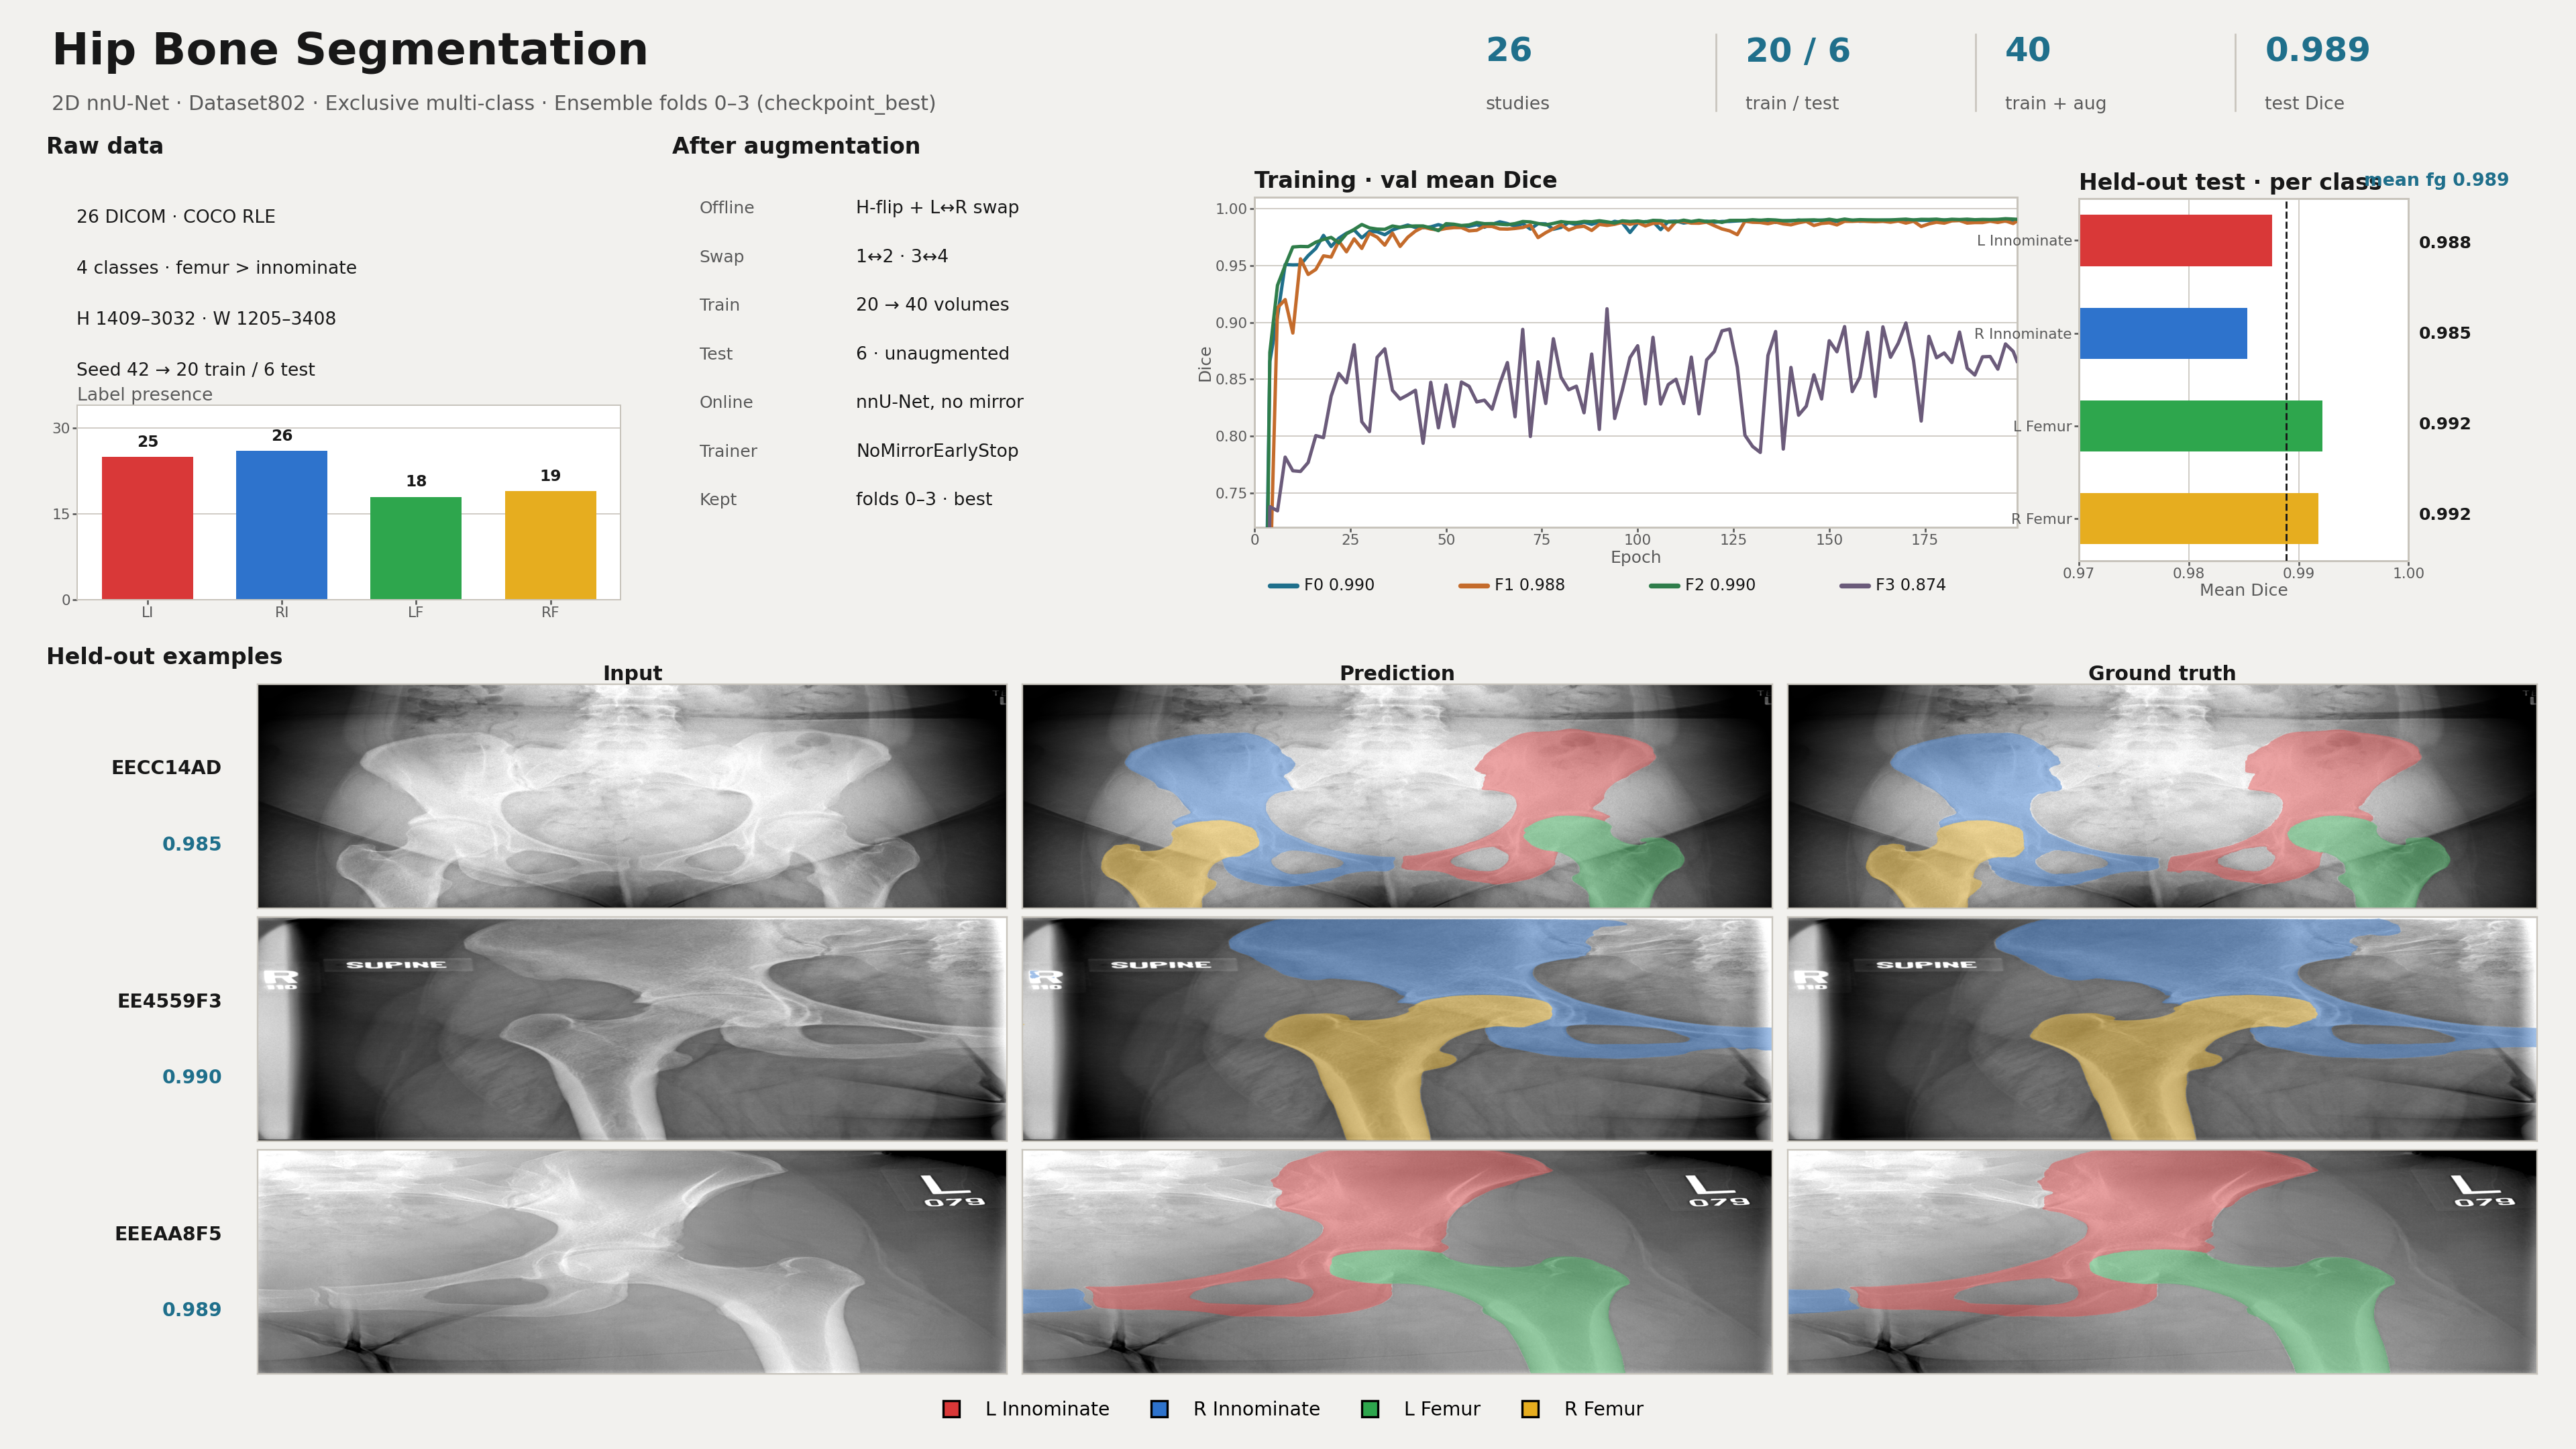 Hip Bone Segmentation
2D nnU-Net · Dataset802 · Exclusive multi-class · Ensemble folds 0–3 (checkpoint_best)
26
studies
20 / 6
train / test
40
train + aug
0.989
test Dice
Raw data
26 DICOM · COCO RLE
4 classes · femur > innominate
H 1409–3032 · W 1205–3408
Seed 42 → 20 train / 6 test
Label presence
30
15
0
25
26
18
19
LI
RI
LF
RF
After augmentation
Offline H-flip + L↔R swap
Swap 1↔2 · 3↔4
Train 20 → 40 volumes
Test 6 · unaugmented
Online nnU-Net, no mirror
Trainer NoMirrorEarlyStop
Kept folds 0–3 · best
Training · val mean Dice
Dice
1.00
0.95
0.90
0.85
0.80
0.75
0 25 50 75 100 125 150 175
Epoch
F0 0.990 F1 0.988 F2 0.990 F3 0.874
Held-out test · per class
mean fg 0.989
L Innominate 0.988
R Innominate 0.985
L Femur 0.992
R Femur 0.992
0.97 0.98 0.99 1.00
Mean Dice
Held-out examples
Input
Prediction
Ground truth
EECC14AD
0.985
EE4559F3
0.990
R
110
SUPINE
R
110
SUPINE
R
110
SUPINE
EEEAA8F5
0.989
L
079
L
079
L
079
L Innominate R Innominate L Femur R Femur